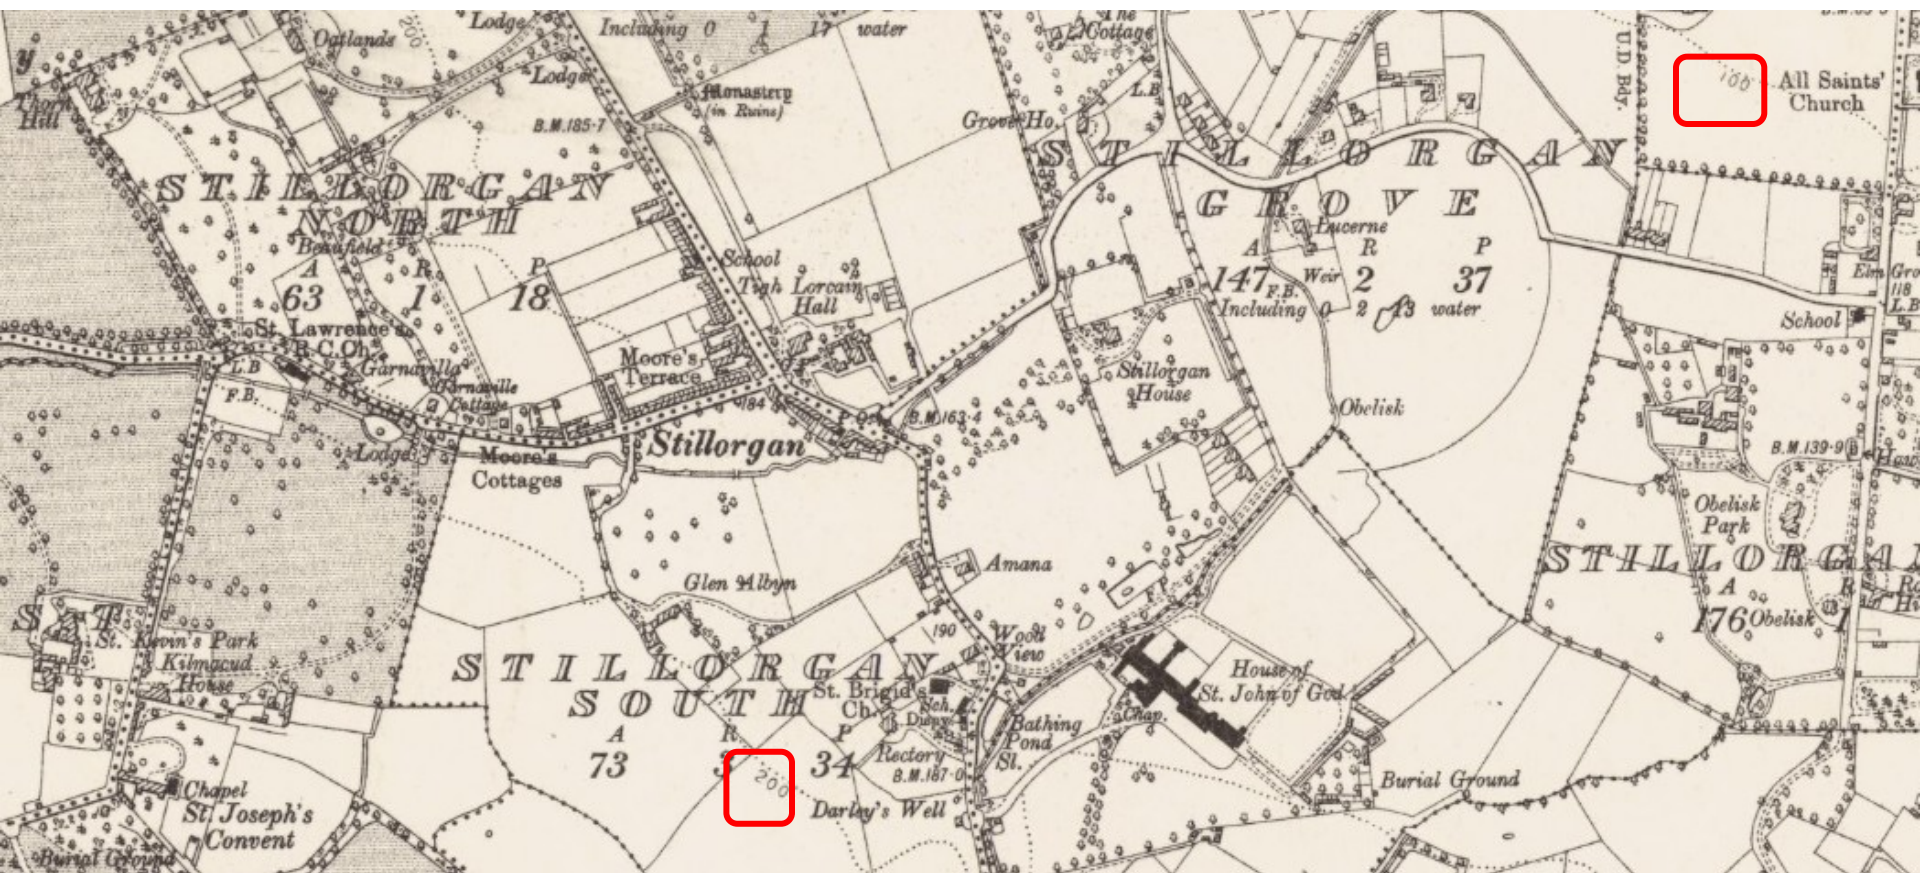 y
Thorn
Hill
Oatlands
200
Lodge
Lodge
Including 0 1 17 water
Monastery
(in Ruins)
B.M.185·7
The
Cottage
L.B
Grove Ho.
U.D Bdy.
100
All Saints'
Church
STILLORGAN
NORTH
Beaufield
A R P
63 1 18
STILLORGAN
GROVE
Lucerne
A R P
147 2 37
Weir
F.B.
Including 0 2 13 water
School
Tigh Lorcain
Hall
St. Lawrence's
R.C.Ch.
L.B
F.B.
Garnavilla
Garnaville
Cottage
Moore's
Terrace
184
P.O.
B.M.163·4
Stillorgan
House
Obelisk
Elm Gro
118
L.B
School
Lodge
Moore's
Cottages
Stillorgan
B.M.139·9
Obelisk
Park
STILLORGAN
A R
176 1
Obelisk
Glen Albyn
Amana
190
Wood
View
St. Kevin's Park
Kilmacud
House
STILLORGAN
SOUTH
A R P
73 3 34
St. Brigid's
Ch.
Sch.
Dispy.
Rectory
B.M.187·0
200
Darley's Well
Bathing
Pond
Sl.
House of
St. John of God
Chap.
Burial Ground
Chapel
St. Joseph's
Convent
Burial Ground